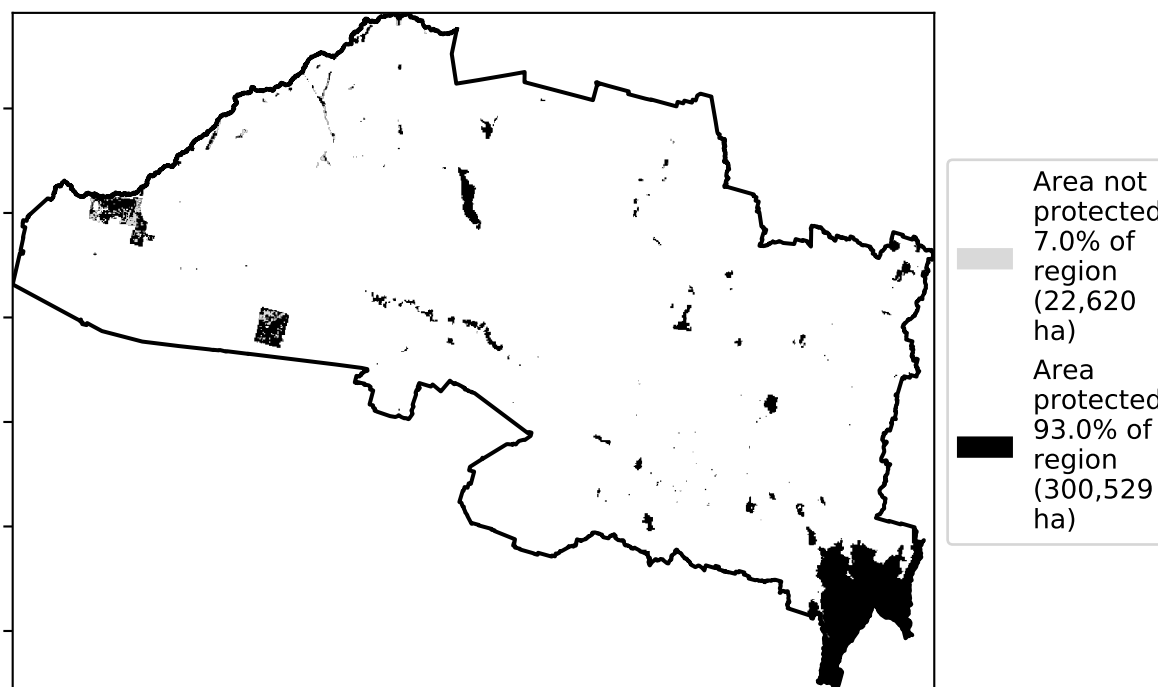 Area not
protected
7.0% of
region
(22,620
ha)
Area
protected
93.0% of
region
(300,529
ha)